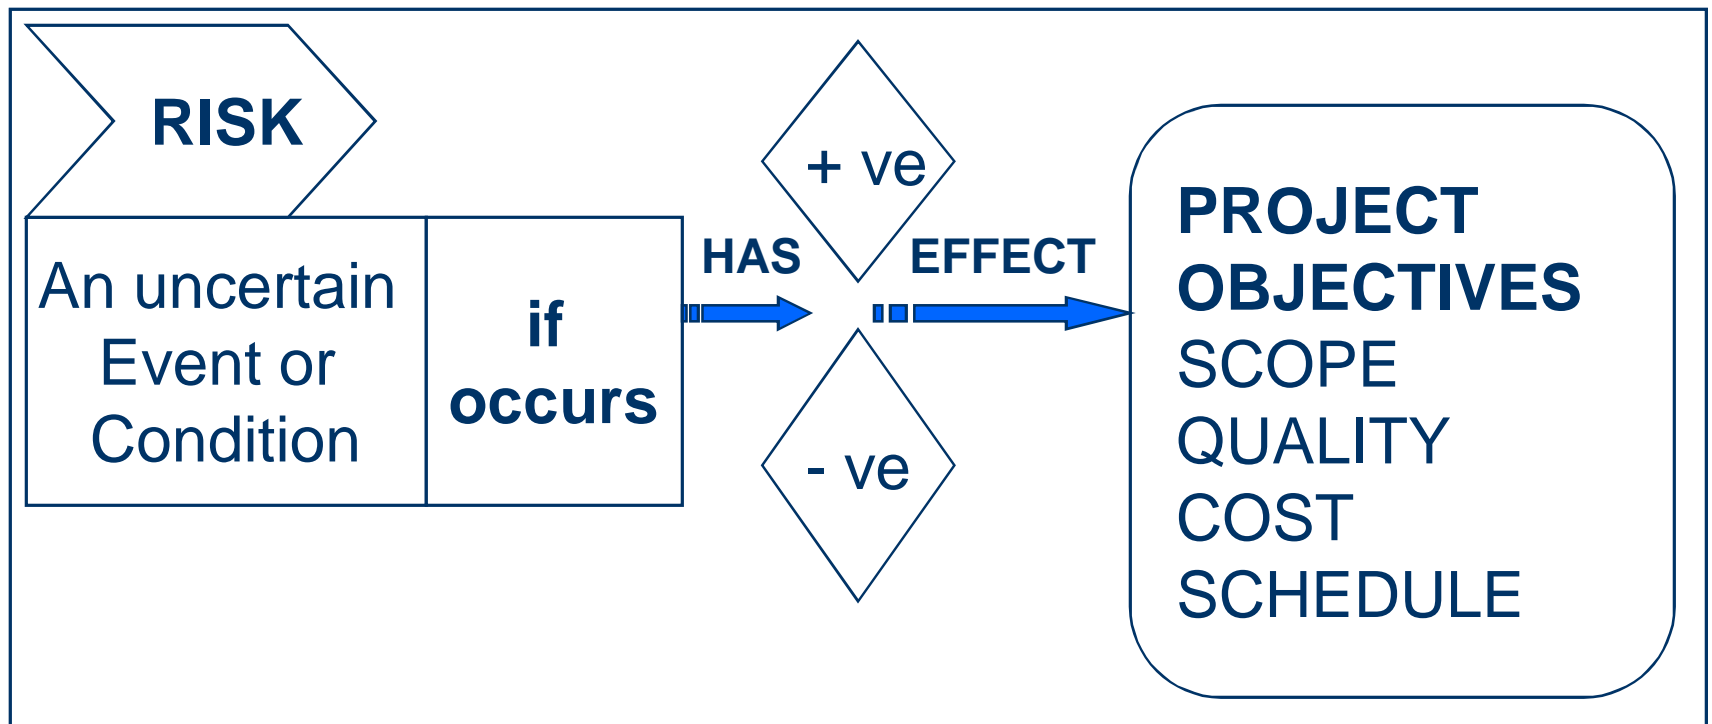 RISK
An uncertain
Event or
Condition
if
occurs
HAS
+ ve
- ve
EFFECT
PROJECT
OBJECTIVES
SCOPE
QUALITY
COST
SCHEDULE